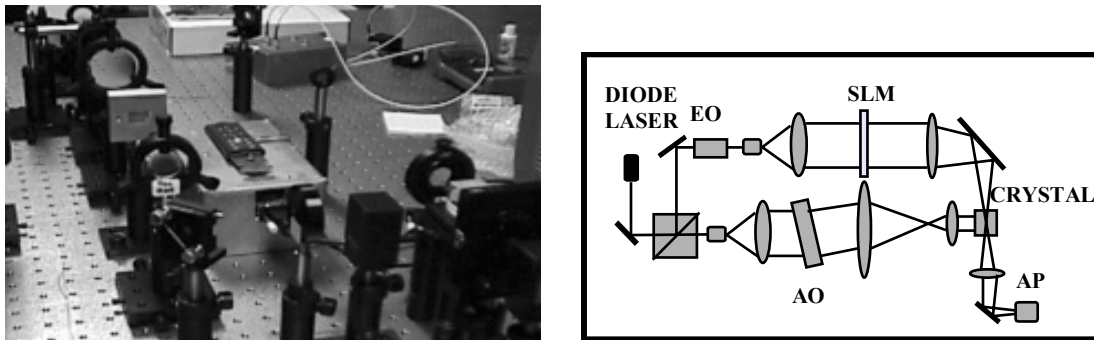 DIODE
LASER
EO
SLM
CRYSTAL
AO
AP